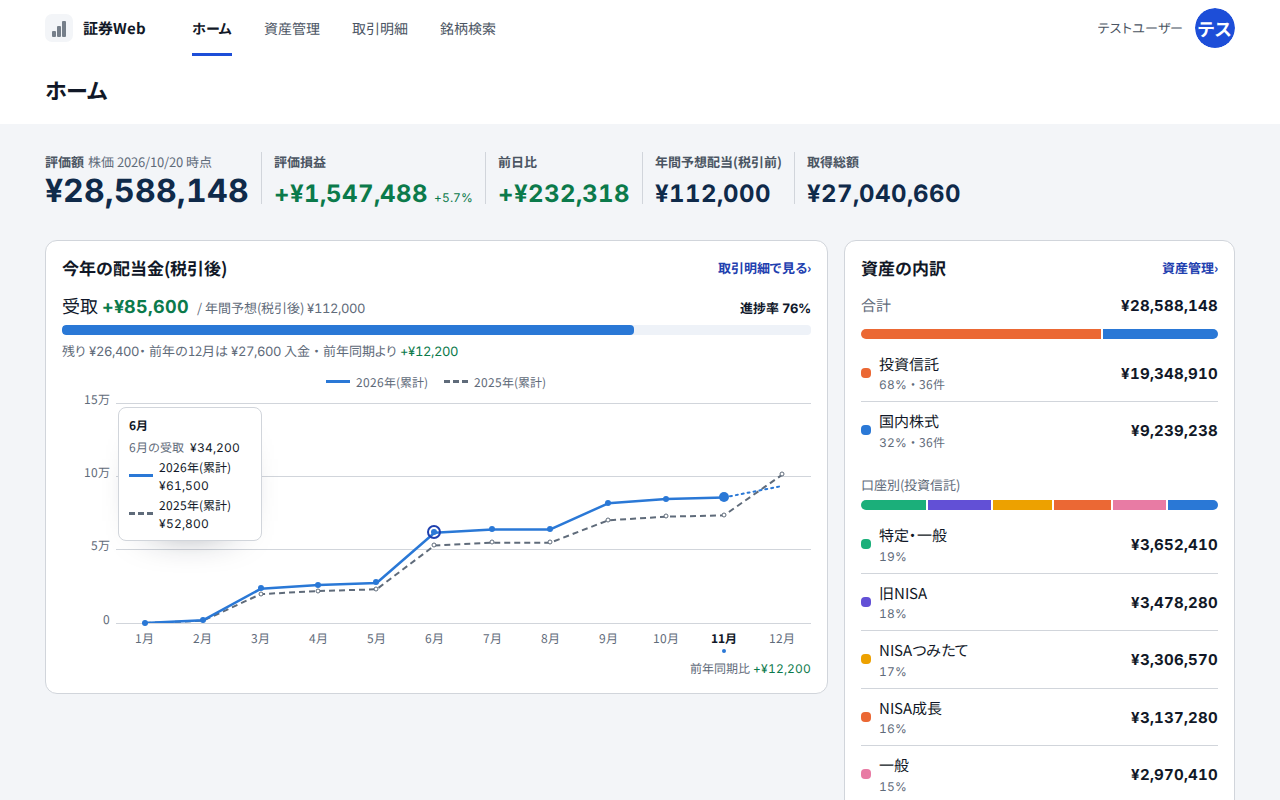 証券Web
ホーム
資産管理
取引明細
銘柄検索
テストユーザー
テス
ホーム
評価額 株価 2026/10/20 時点
¥28,588,148
評価損益
+¥1,547,488 +5.7%
前日比
+¥232,318
年間予想配当(税引前)
¥112,000
取得総額
¥27,040,660
今年の配当金(税引後)
取引明細で見る›
受取 +¥85,600 / 年間予想(税引後) ¥112,000
進捗率 76%
残り ¥26,400・前年の12月は ¥27,600 入金・前年同期より +¥12,200
2026年(累計)
2025年(累計)
15万
10万
5万
0
6月
6月の受取 ¥34,200
2026年(累計)
¥61,500
2025年(累計)
¥52,800
1月
2月
3月
4月
5月
6月
7月
8月
9月
10月
11月
12月
前年同期比 +¥12,200
資産の内訳
資産管理›
合計
¥28,588,148
投資信託
68%・36件
¥19,348,910
国内株式
32%・36件
¥9,239,238
口座別(投資信託)
特定・一般
19%
¥3,652,410
旧NISA
18%
¥3,478,280
NISAつみたて
17%
¥3,306,570
NISA成長
16%
¥3,137,280
一般
15%
¥2,970,410